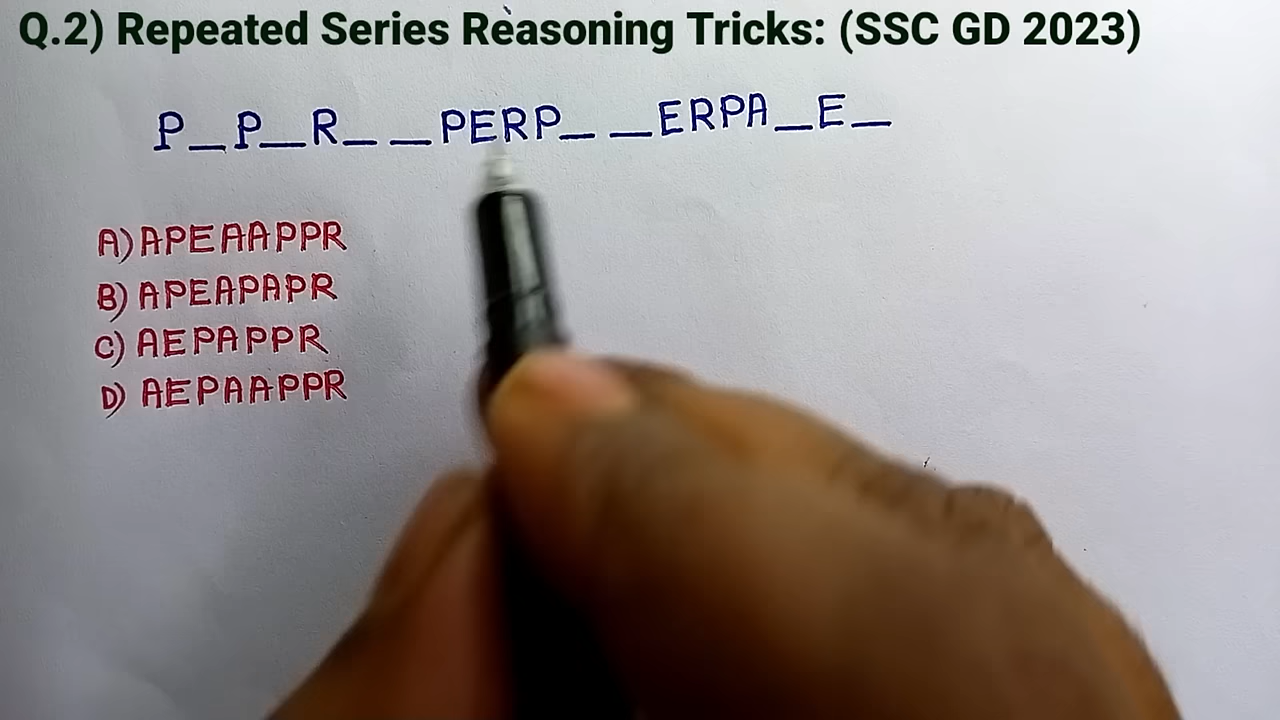 Q.2) Repeated Series Reasoning Tricks: (SSC GD 2023)
P_P_R_ _PERP_ _ERPA_E_
A) APEAAPPR
B) APEAPAPR
C) AEPAPPR
D) AEPAAPPR